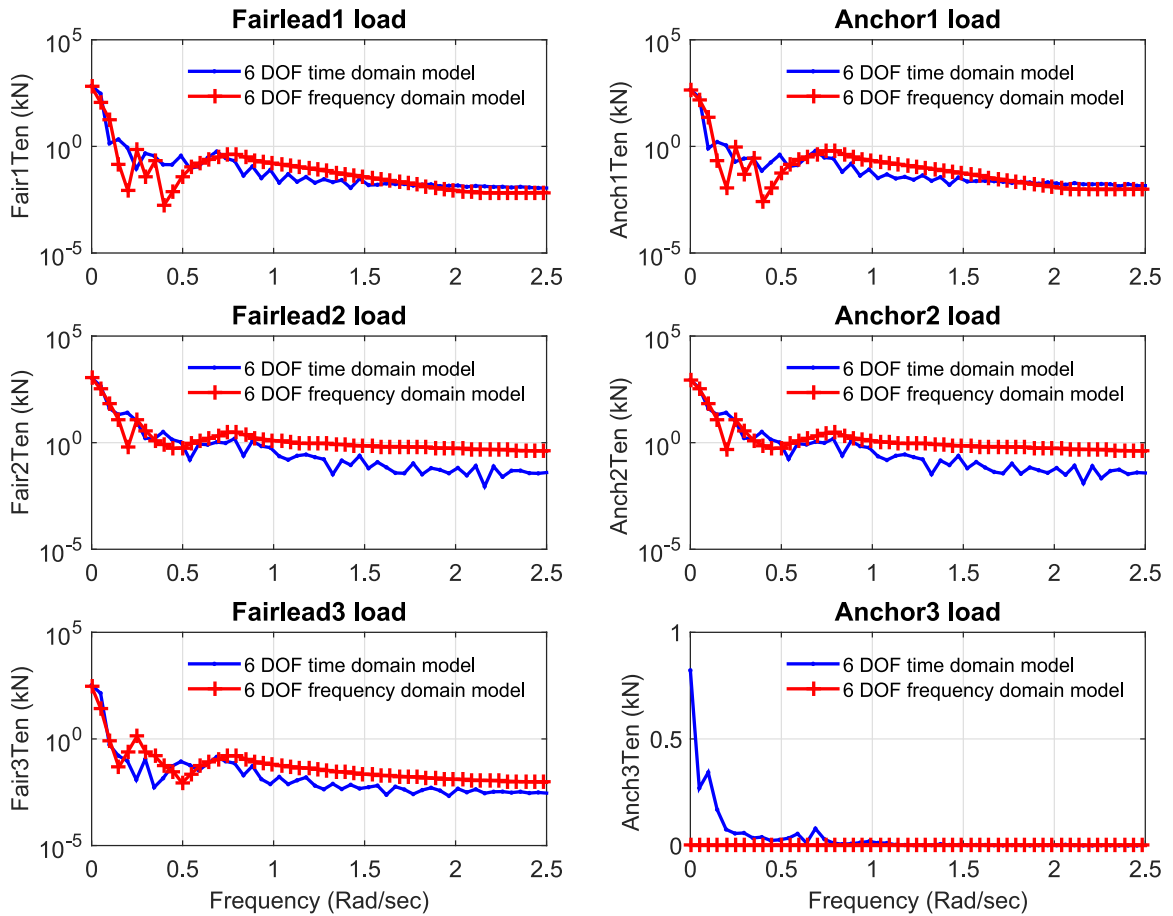 Fairlead1 load
Fair1Ten (kN)
10^5
10^0
10^-5
6 DOF time domain model
6 DOF frequency domain model
0 0.5 1 1.5 2 2.5
Anchor1 load
Anch1Ten (kN)
10^5
10^0
10^-5
6 DOF time domain model
6 DOF frequency domain model
0 0.5 1 1.5 2 2.5
Fairlead2 load
Fair2Ten (kN)
10^5
10^0
10^-5
6 DOF time domain model
6 DOF frequency domain model
0 0.5 1 1.5 2 2.5
Anchor2 load
Anch2Ten (kN)
10^5
10^0
10^-5
6 DOF time domain model
6 DOF frequency domain model
0 0.5 1 1.5 2 2.5
Fairlead3 load
Fair3Ten (kN)
10^5
10^0
10^-5
6 DOF time domain model
6 DOF frequency domain model
0 0.5 1 1.5 2 2.5
Frequency (Rad/sec)
Anchor3 load
Anch3Ten (kN)
1
0.5
0
6 DOF time domain model
6 DOF frequency domain model
0 0.5 1 1.5 2 2.5
Frequency (Rad/sec)